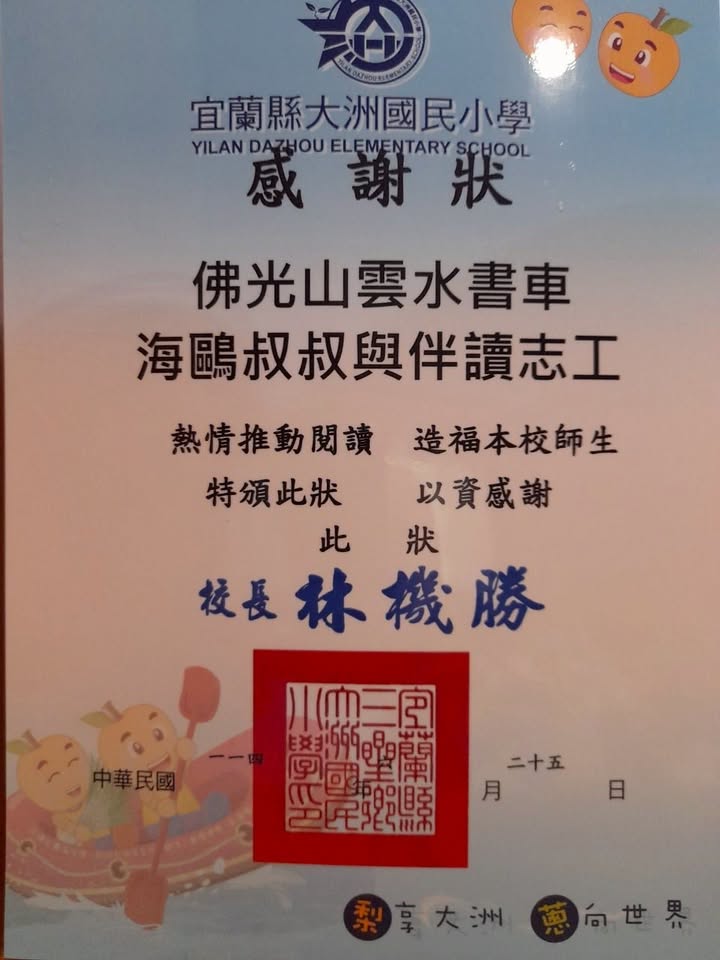 YILAN DAZHOU ELEMENTARY SCHOOL
宜蘭縣大洲國民小學
YILAN DAZHOU ELEMENTARY SCHOOL
感謝狀
佛光山雲水書車
海鷗叔叔與伴讀志工
熱情推動閱讀 造福本校師生
特頒此狀 以資感謝
此狀
校長 林機勝
宜蘭縣
三星鄉
大洲國民
小學印
一一四 二十五
中華民國 年 月 日
梨享大洲 蔥向世界